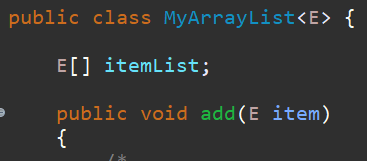 public class MyArrayList<E> {
E[] itemList;
public void add(E item)
{
/*